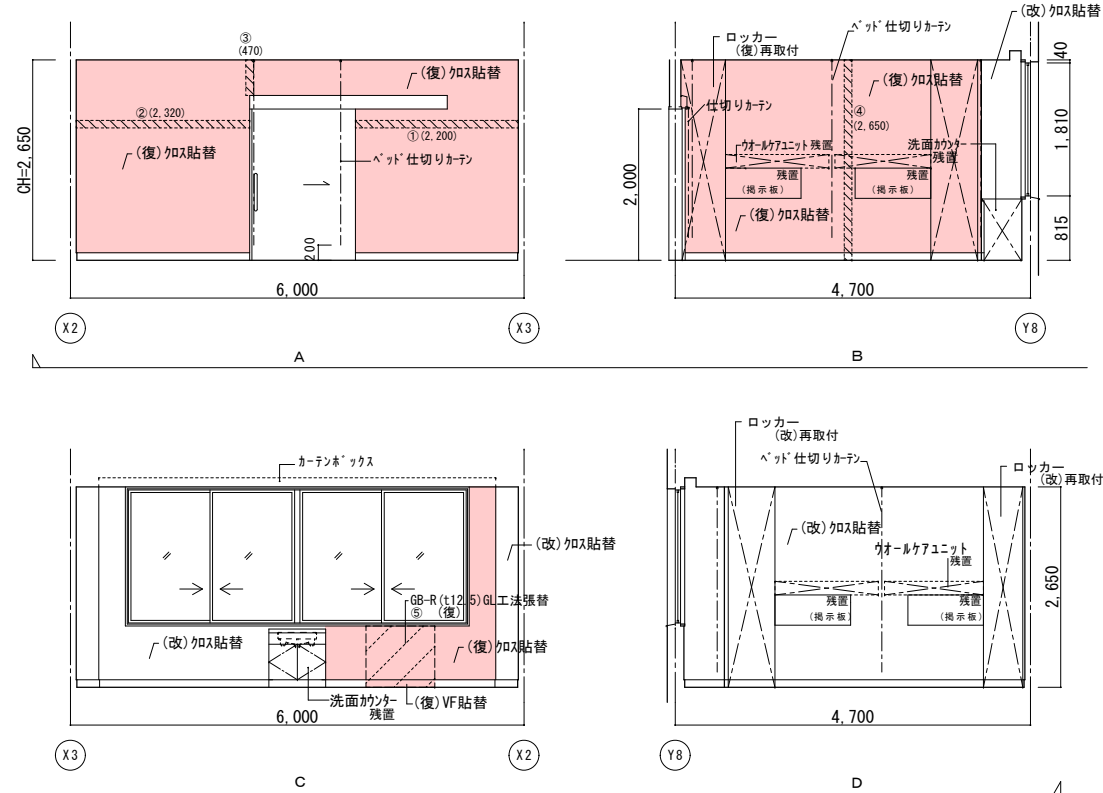 ③
(470)
(復)クロス貼替
②(2,320)
①(2,200)
(復)クロス貼替
ベッド仕切りカーテン
CH=2,650
200
6,000
X2
X3
A
(改)クロス貼替
ロッカー
(復)再取付
ベッド仕切りカーテン
40
(復)クロス貼替
仕切りカーテン
④
(2,650)
1,810
ウオールケアユニット 残置
洗面カウンター
残置
残置
残置
(掲示板)
(掲示板)
2,000
(復)クロス貼替
815
4,700
Y8
B
カーテンボックス
(改)クロス貼替
GB-R(t12.5)GL工法張替
⑤ (復)
(改)クロス貼替
(復)クロス貼替
洗面カウンター
残置
(復)VF貼替
6,000
X3
X2
C
ロッカー
(改)再取付
ベッド仕切りカーテン
ロッカー
(改)再取付
(改)クロス貼替
ウオールケアユニット
残置
残置
残置
(掲示板)
(掲示板)
2,650
4,700
Y8
D